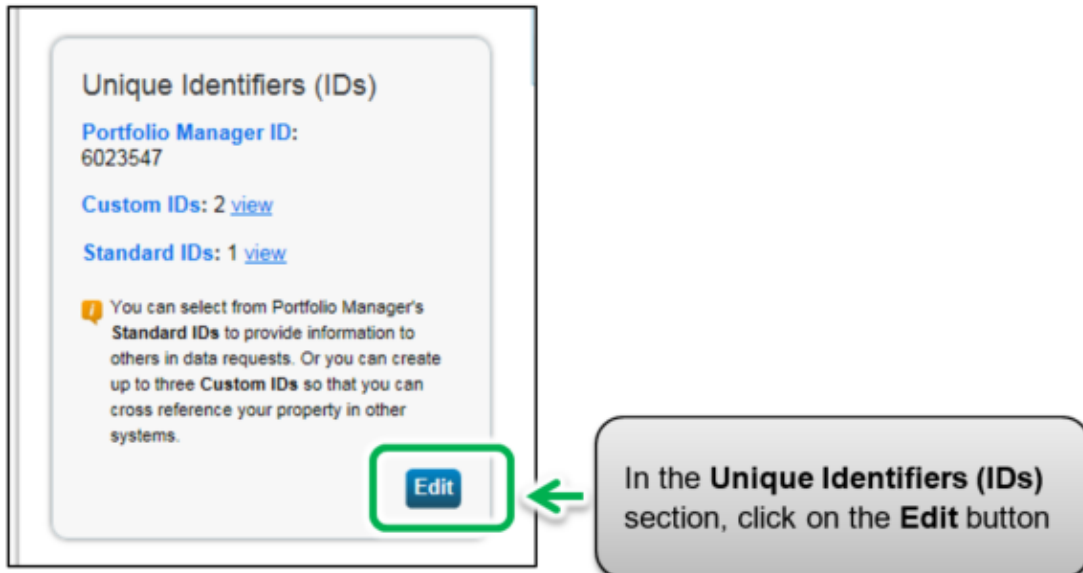 Unique Identifiers (IDs)
Portfolio Manager ID:
6023547
Custom IDs: 2 view
Standard IDs: 1 view
You can select from Portfolio Manager's
Standard IDs to provide information to
others in data requests. Or you can create
up to three Custom IDs so that you can
cross reference your property in other
systems.
Edit
In the Unique Identifiers (IDs)
section, click on the Edit button